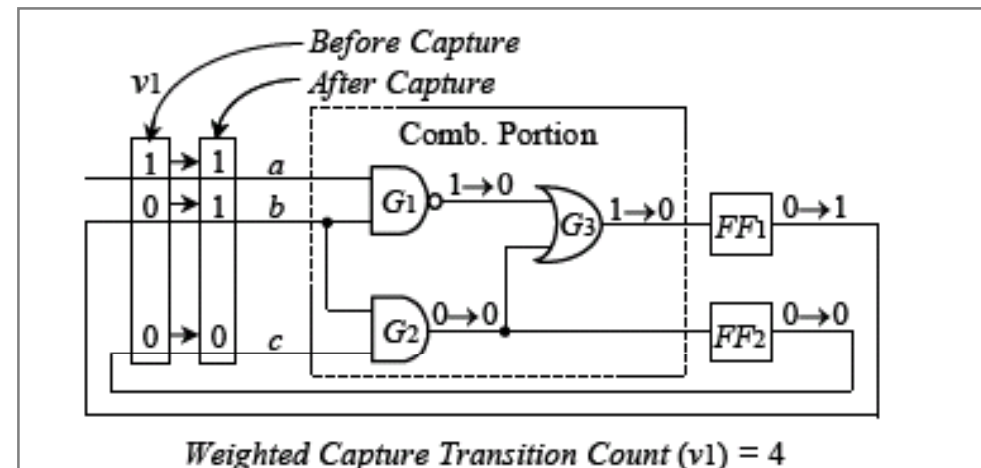 Before Capture
v1
After Capture
Comb. Portion
1→1 a
G1 1→0
0→1 b
G3 1→0 FF1 0→1
0→0 c
G2 0→0 FF2 0→0
Weighted Capture Transition Count (v1) = 4